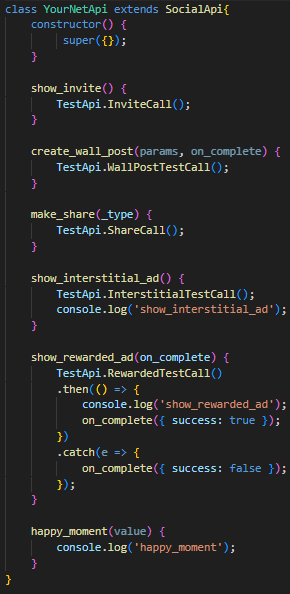 class YourNetApi extends SocialApi{
    constructor() {
         super({});
    }

    show_invite() {
        TestApi.InviteCall();
    }

    create_wall_post(params, on_complete) {
        TestApi.WallPostTestCall();
    }

    make_share(_type) {
        TestApi.ShareCall();
    }

    show_interstitial_ad() {
        TestApi.InterstitialTestCall();
        console.log('show_interstitial_ad');
    }

    show_rewarded_ad(on_complete) {
        TestApi.RewardedTestCall()
        .then(() => {
            console.log('show_rewarded_ad');
            on_complete({ success: true });
        })
        .catch(e => {
            on_complete({ success: false });
        });
    }

    happy_moment(value) {
        console.log('happy_moment');
    }
}